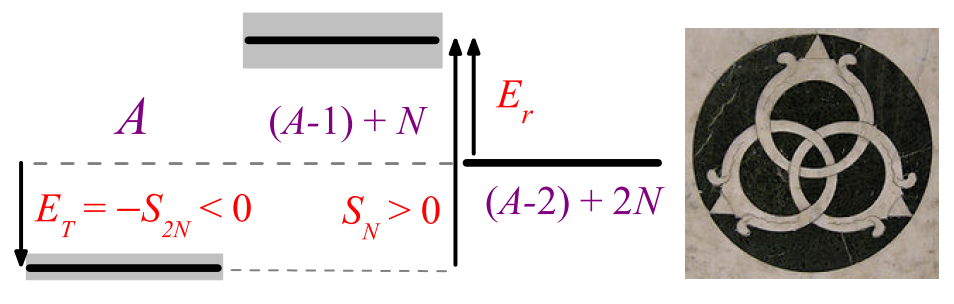 A
(A-1) + N
E_r
E_T = –S_2N < 0
S_N > 0
(A-2) + 2N